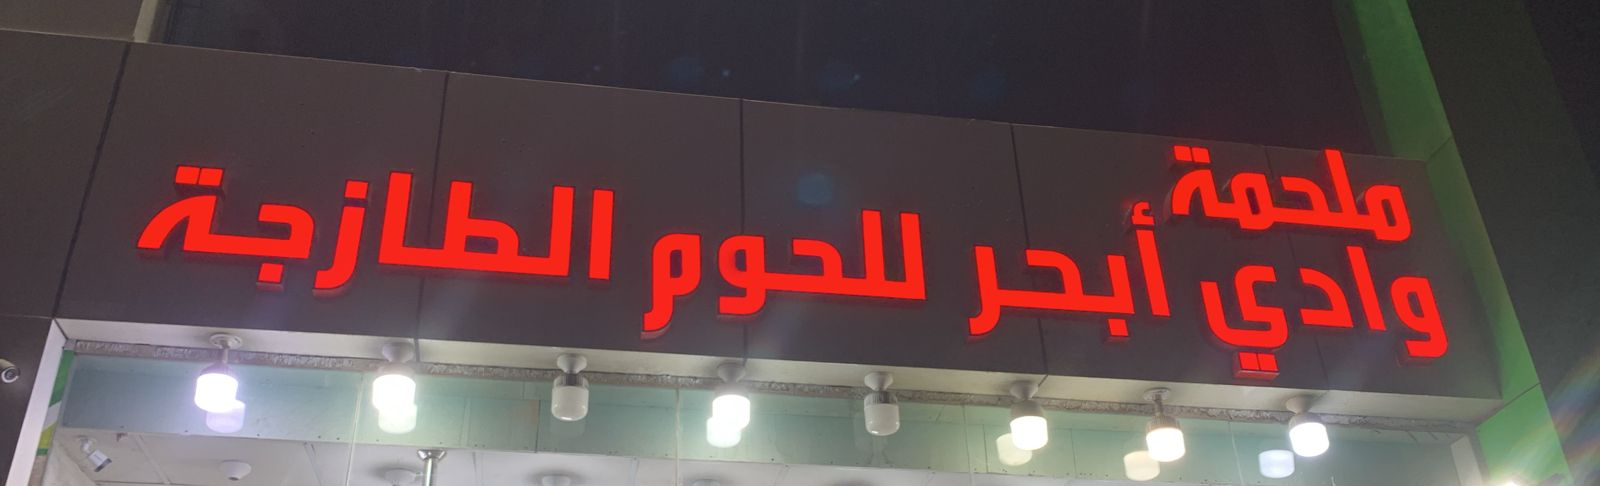 ملحمة
وادي أبحر للحوم الطازجة